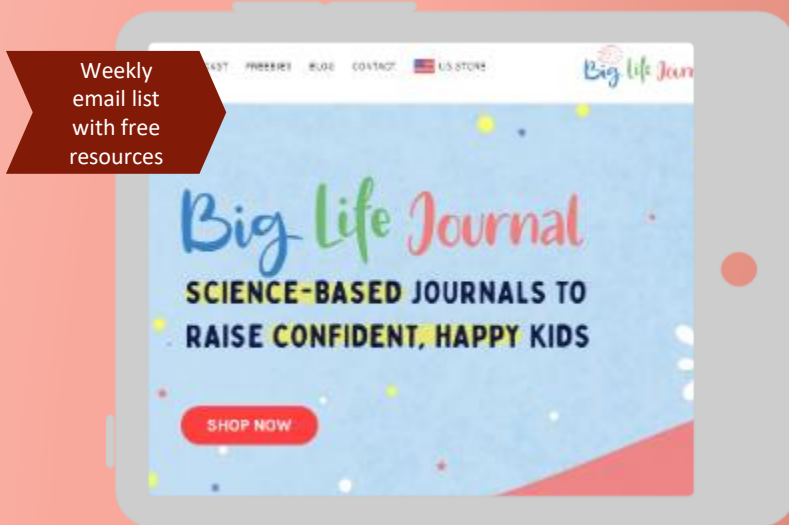 Weekly
email list
with free
resources
FREEBIES BLOG CONTACT US STORE
Big Life Jour
Big Life Journal
SCIENCE-BASED JOURNALS TO
RAISE CONFIDENT, HAPPY KIDS
SHOP NOW